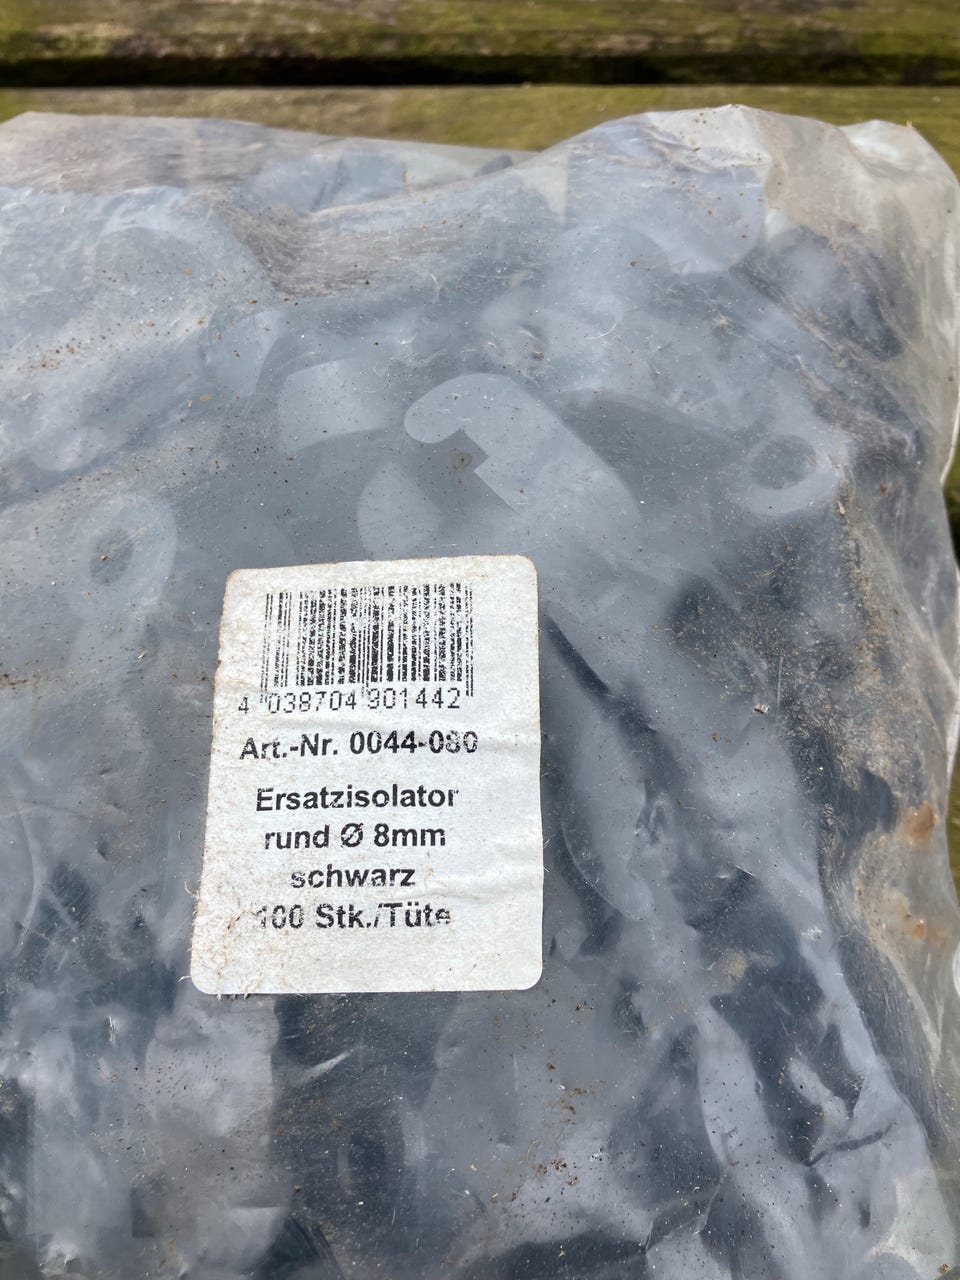 4 038704 901442
Art.-Nr. 0044-080
Ersatzisolator
rund Ø 8mm
schwarz
100 Stk./Tüte